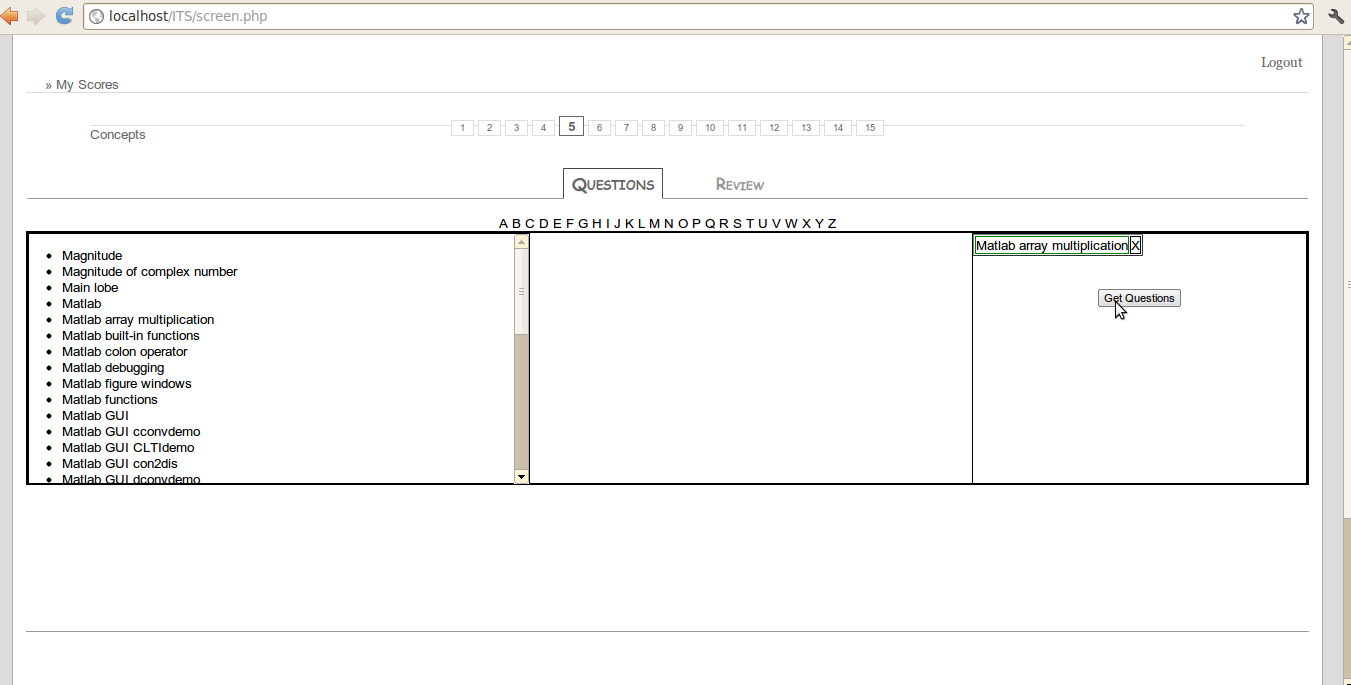 localhost/ITS/screen.php
Logout
» My Scores
Concepts
1 2 3 4 5 6 7 8 9 10 11 12 13 14 15
QUESTIONS REVIEW
A B C D E F G H I J K L M N O P Q R S T U V W X Y Z
Magnitude
Magnitude of complex number
Main lobe
Matlab
Matlab array multiplication
Matlab built-in functions
Matlab colon operator
Matlab debugging
Matlab figure windows
Matlab functions
Matlab GUI
Matlab GUI cconvdemo
Matlab GUI CLTIdemo
Matlab GUI con2dis
Matlab GUI dconvdemo
Matlab array multiplication X
Get Questions